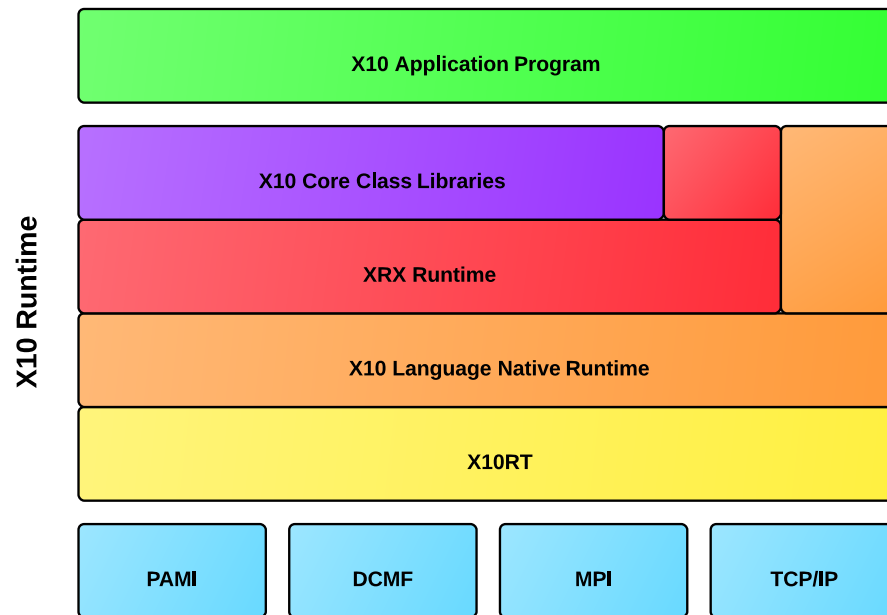 X10 Application Program
X10 Runtime
X10 Core Class Libraries
XRX Runtime
X10 Language Native Runtime
X10RT
PAMI
DCMF
MPI
TCP/IP